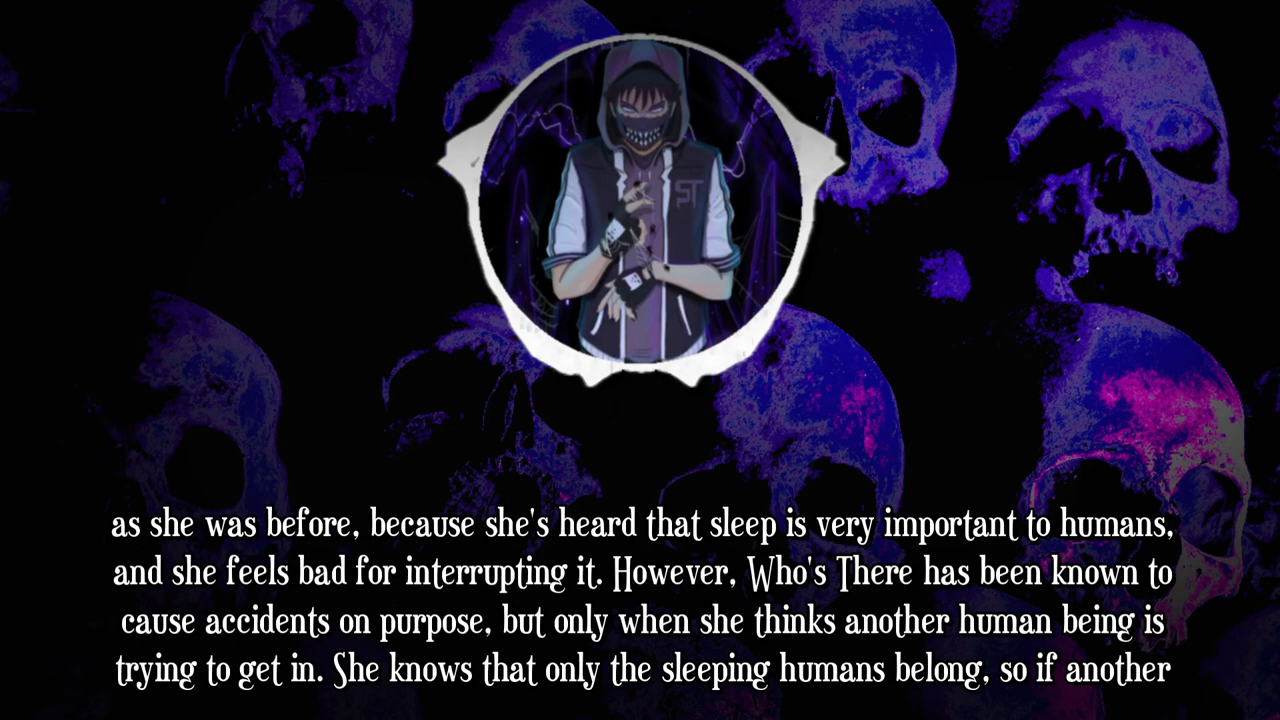 ST
as she was before, because she's heard that sleep is very important to humans,
and she feels bad for interrupting it. However, Who's There has been known to
cause accidents on purpose, but only when she thinks another human being is
trying to get in. She knows that only the sleeping humans belong, so if another